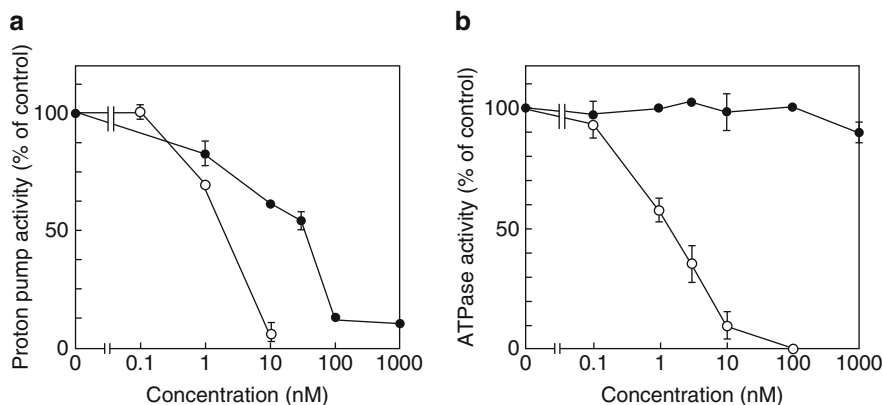 a
Proton pump activity (% of control)
100
50
0
0 0.1 1 10 100 1000
Concentration (nM)
b
ATPase activity (% of control)
100
50
0
0 0.1 1 10 100 1000
Concentration (nM)